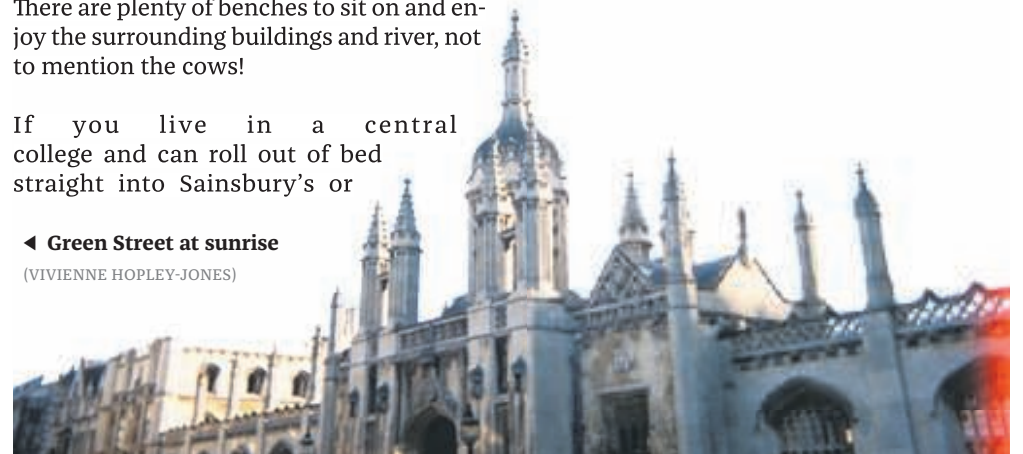 There are plenty of benches to sit on and en-
joy the surrounding buildings and river, not
to mention the cows!
If you live in a central
college and can roll out of bed
straight into Sainsbury's or
◄ Green Street at sunrise
(VIVIENNE HOPLEY-JONES)